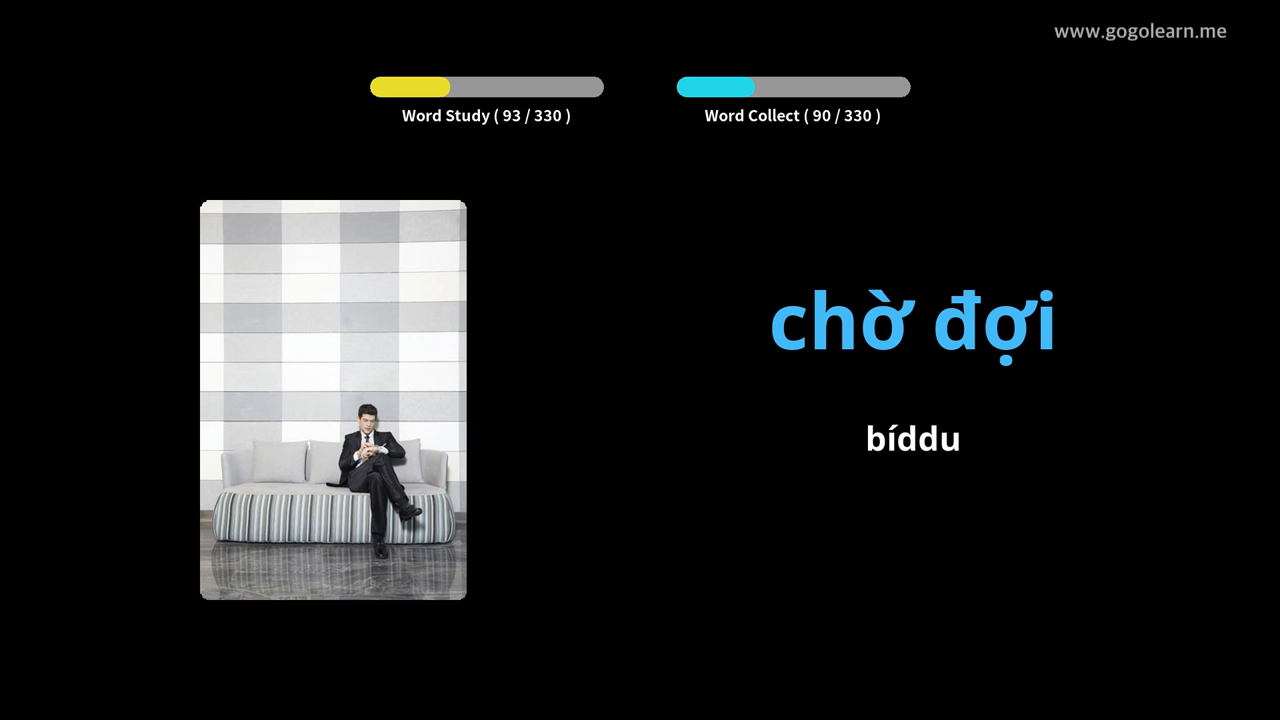 www.gogolearn.me
Word Study ( 93 / 330 )
Word Collect ( 90 / 330 )
chờ đợi
bíddu